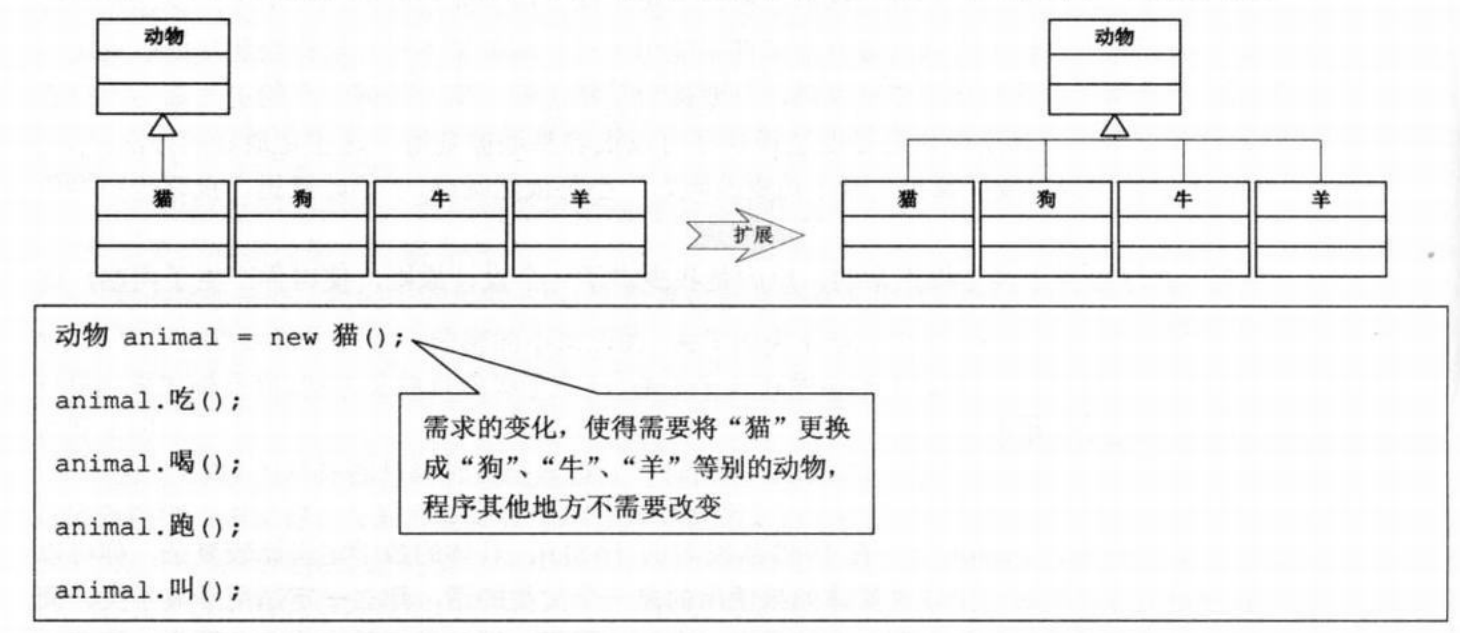 动物
动物
猫
狗
牛
羊
扩展
猫
狗
牛
羊
动物 animal = new 猫();
animal.吃();
animal.喝();
animal.跑();
animal.叫();
需求的变化，使得需要将“猫”更换
成“狗”、“牛”、“羊”等别的动物，
程序其他地方不需要改变